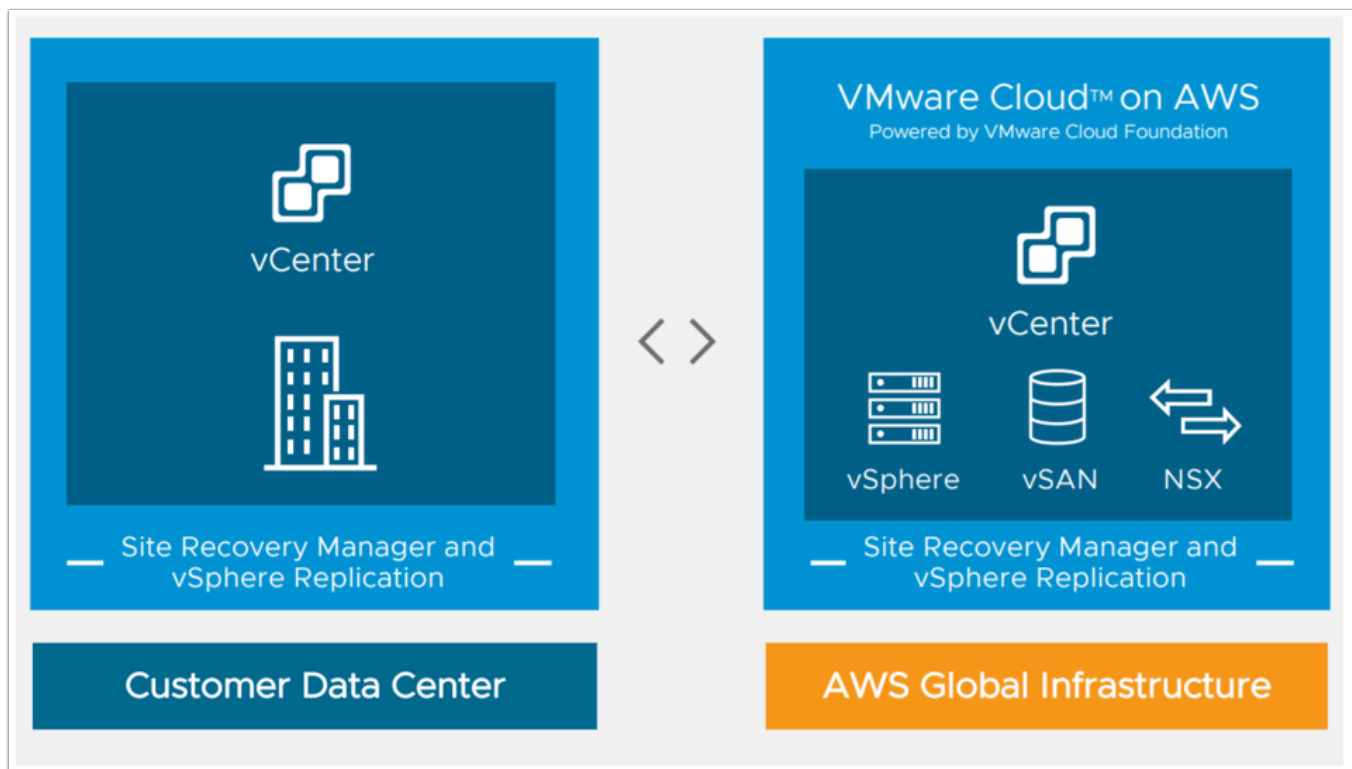 vCenter
Site Recovery Manager and
vSphere Replication
Customer Data Center
VMware Cloud™ on AWS
Powered by VMware Cloud Foundation
vCenter
vSphere vSAN NSX
Site Recovery Manager and
vSphere Replication
AWS Global Infrastructure